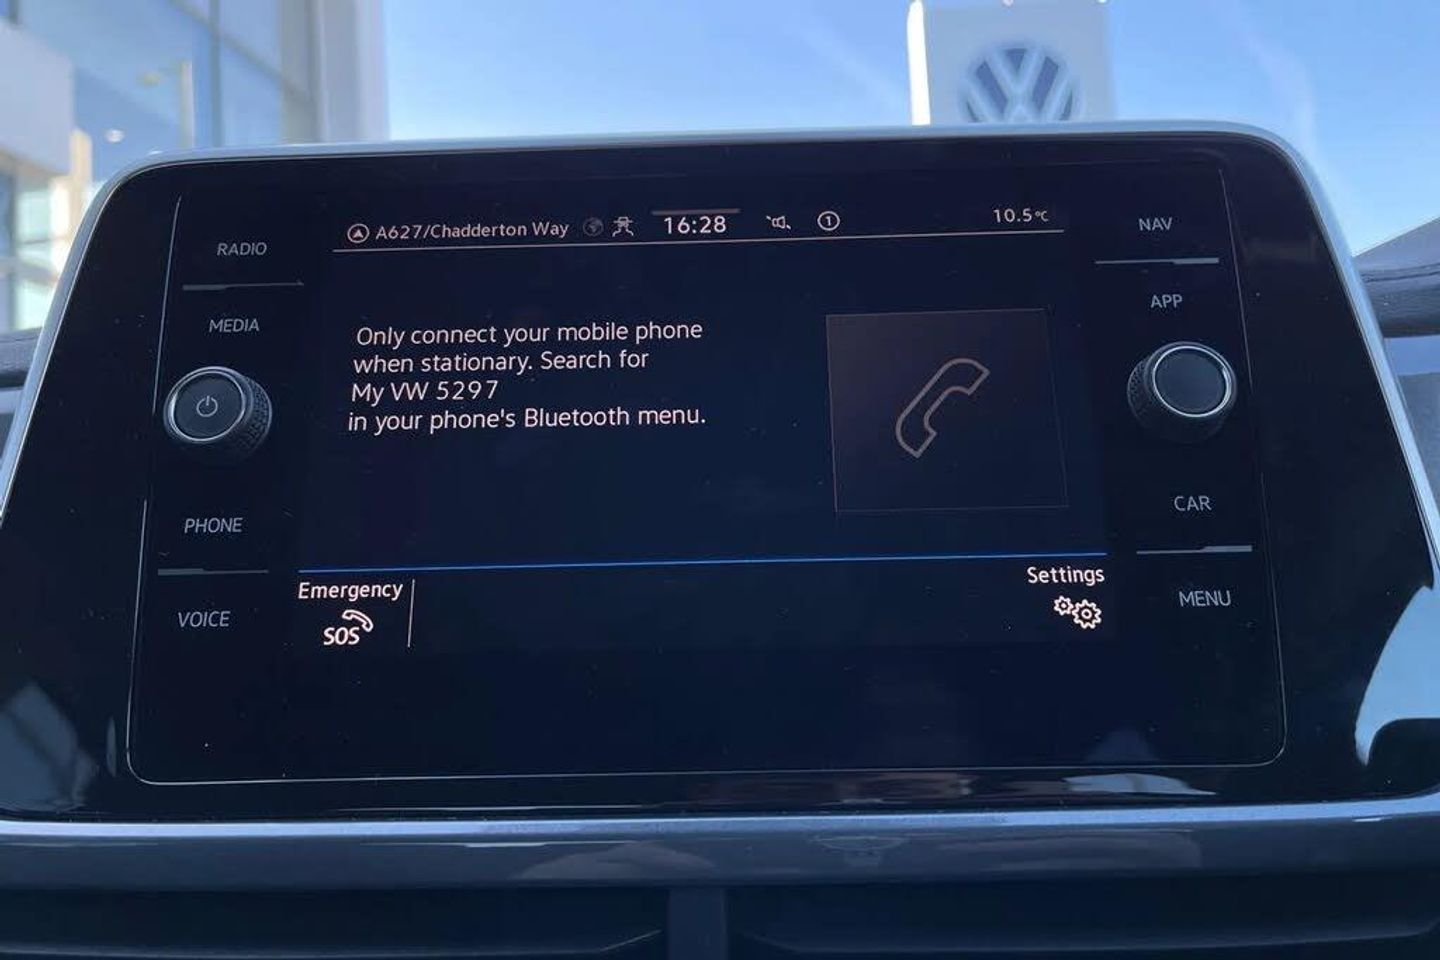 A627/Chadderton Way 16:28 1 10.5°C
RADIO
MEDIA
PHONE
VOICE
Only connect your mobile phone
when stationary. Search for
My VW 5297
in your phone's Bluetooth menu.
Emergency
SOS
Settings
NAV
APP
CAR
MENU